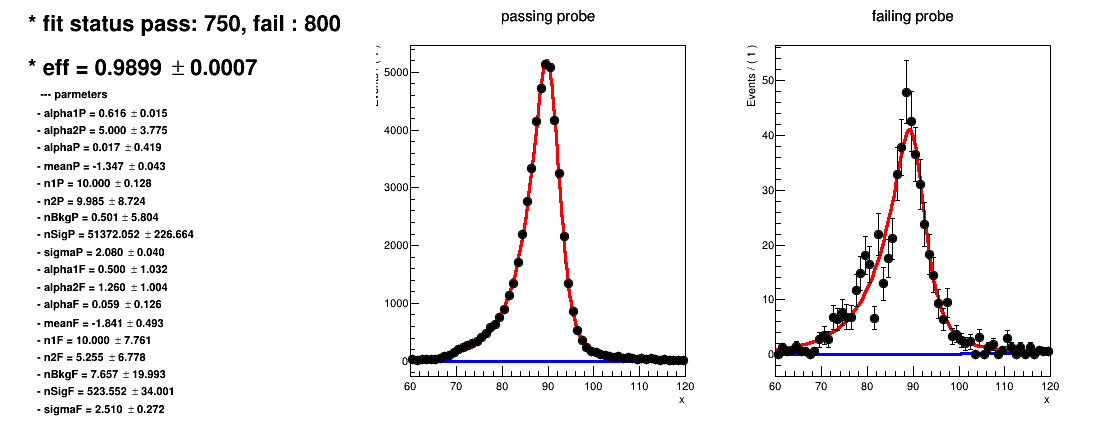 * fit status pass: 750, fail : 800
* eff = 0.9899 ± 0.0007
--- parmeters
- alpha1P = 0.616 ± 0.015
- alpha2P = 5.000 ± 3.775
- alphaP = 0.017 ± 0.419
- meanP = -1.347 ± 0.043
- n1P = 10.000 ± 0.128
- n2P = 9.985 ± 8.724
- nBkgP = 0.501 ± 5.804
- nSigP = 51372.052 ± 226.664
- sigmaP = 2.080 ± 0.040
- alpha1F = 0.500 ± 1.032
- alpha2F = 1.260 ± 1.004
- alphaF = 0.059 ± 0.126
- meanF = -1.841 ± 0.493
- n1F = 10.000 ± 7.761
- n2F = 5.255 ± 6.778
- nBkgF = 7.657 ± 19.993
- nSigF = 523.552 ± 34.001
- sigmaF = 2.510 ± 0.272
passing probe
5000
4000
3000
2000
1000
0
60 70 80 90 100 110 120
x
failing probe
Events / ( 1 )
50
40
30
20
10
0
60 70 80 90 100 110 120
x